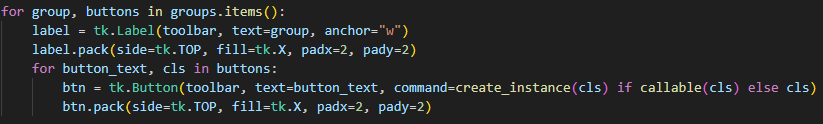 for group, buttons in groups.items():
    label = tk.Label(toolbar, text=group, anchor="w")
    label.pack(side=tk.TOP, fill=tk.X, padx=2, pady=2)
    for button_text, cls in buttons:
        btn = tk.Button(toolbar, text=button_text, command=create_instance(cls) if callable(cls) else cls)
        btn.pack(side=tk.TOP, fill=tk.X, padx=2, pady=2)